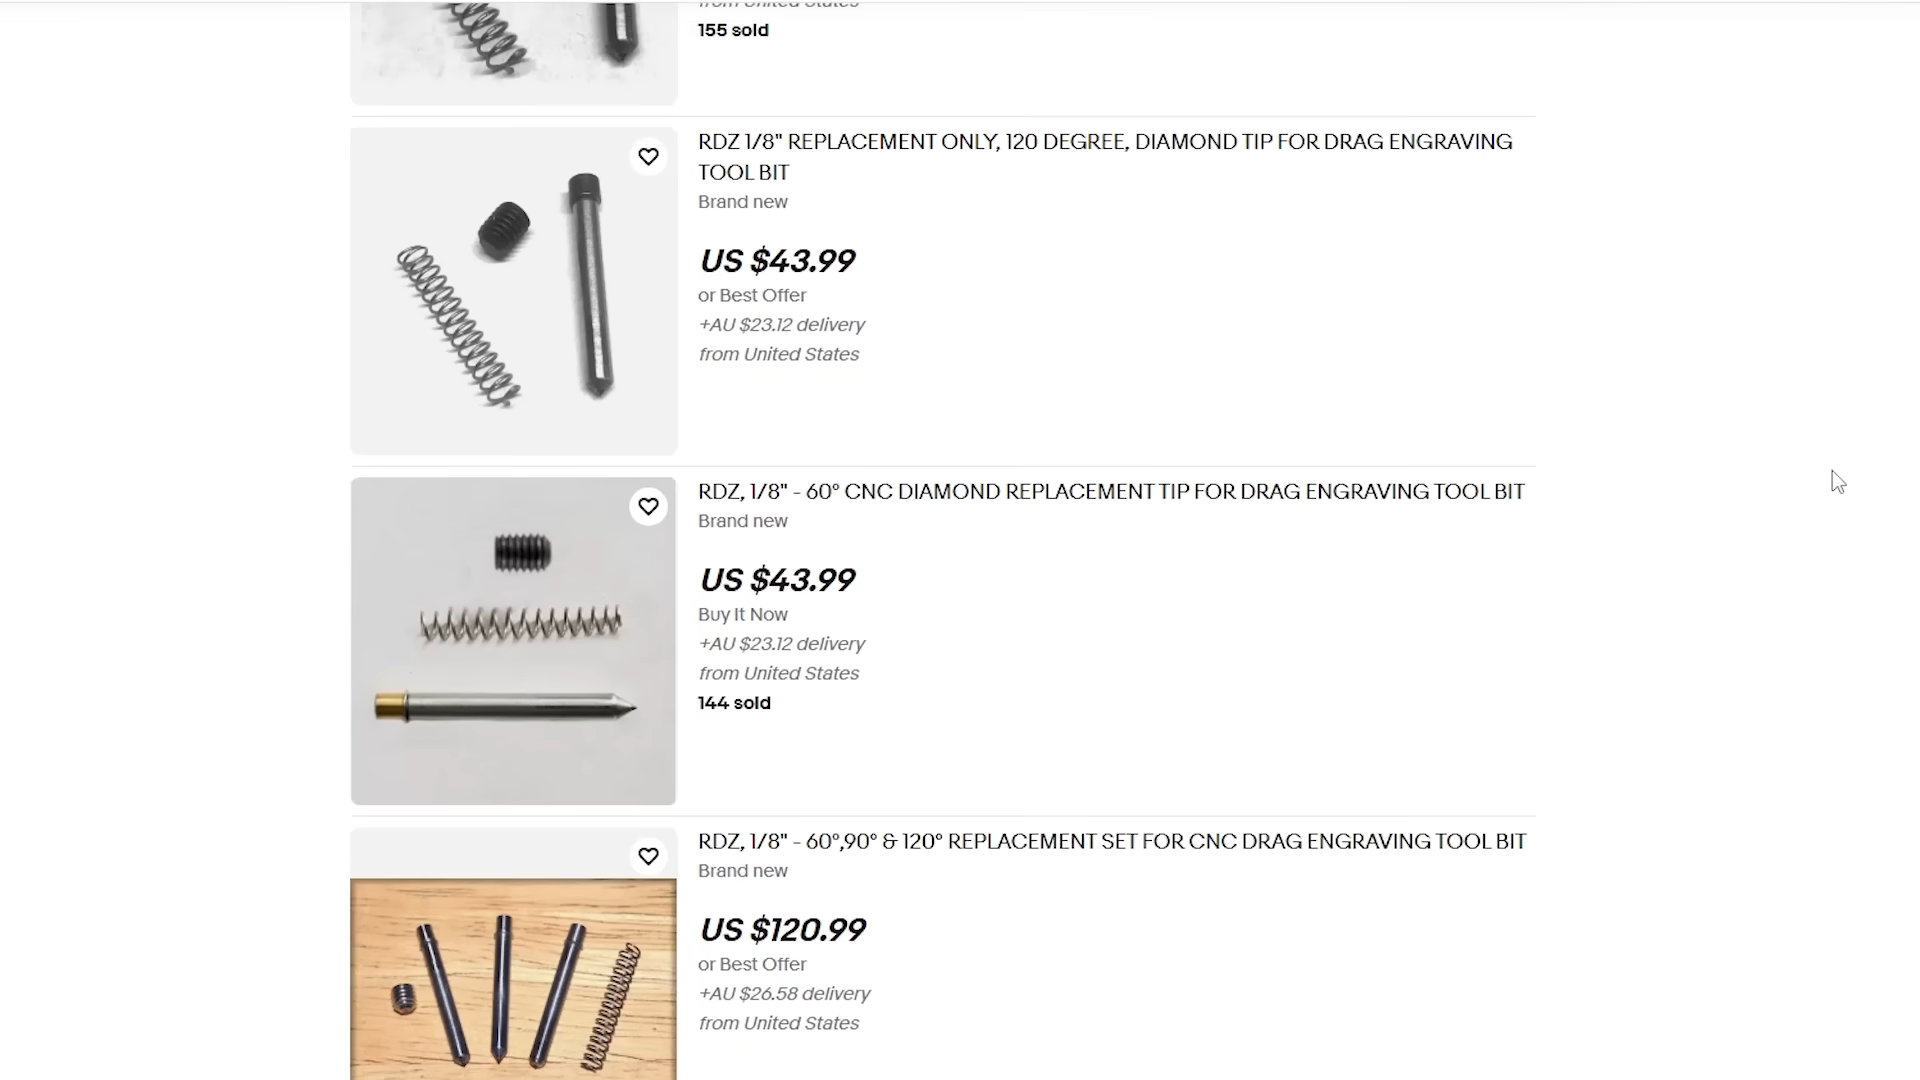 from United States
155 sold
RDZ 1/8" REPLACEMENT ONLY, 120 DEGREE, DIAMOND TIP FOR DRAG ENGRAVING
TOOL BIT
Brand new
US $43.99
or Best Offer
+AU $23.12 delivery
from United States
RDZ, 1/8" - 60° CNC DIAMOND REPLACEMENT TIP FOR DRAG ENGRAVING TOOL BIT
Brand new
US $43.99
Buy It Now
+AU $23.12 delivery
from United States
144 sold
RDZ, 1/8" - 60°,90° & 120° REPLACEMENT SET FOR CNC DRAG ENGRAVING TOOL BIT
Brand new
US $120.99
or Best Offer
+AU $26.58 delivery
from United States